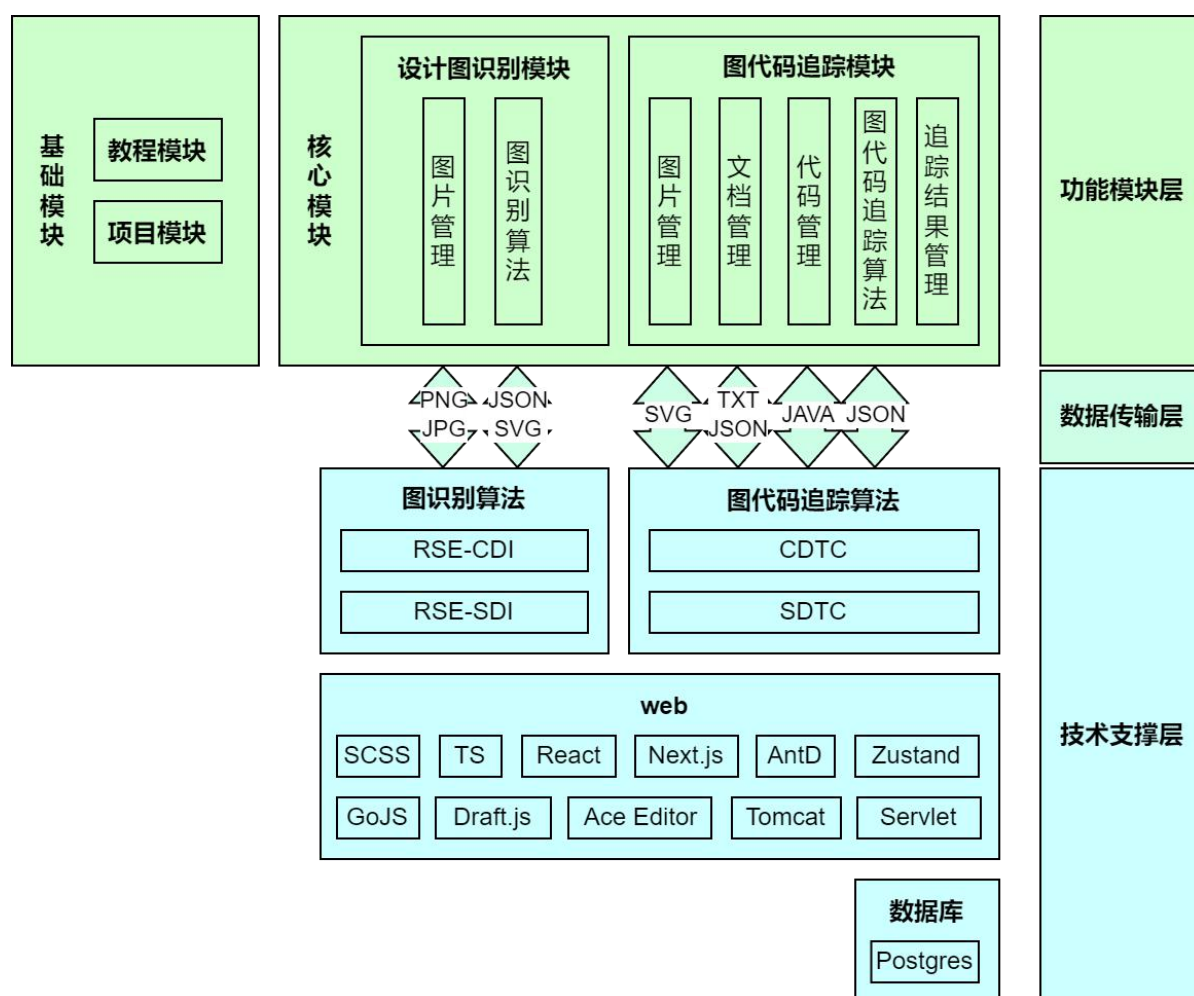 基础模块
教程模块
项目模块
核心模块
设计图识别模块
图片管理
图识别算法
图代码追踪模块
图片管理
文档管理
代码管理
图代码追踪算法
追踪结果管理
功能模块层
PNG
JPG
JSON
SVG
SVG
TXT
JSON
JAVA
JSON
数据传输层
图识别算法
RSE-CDI
RSE-SDI
图代码追踪算法
CDTC
SDTC
web
SCSS
TS
React
Next.js
AntD
Zustand
GoJS
Draft.js
Ace Editor
Tomcat
Servlet
技术支撑层
数据库
Postgres